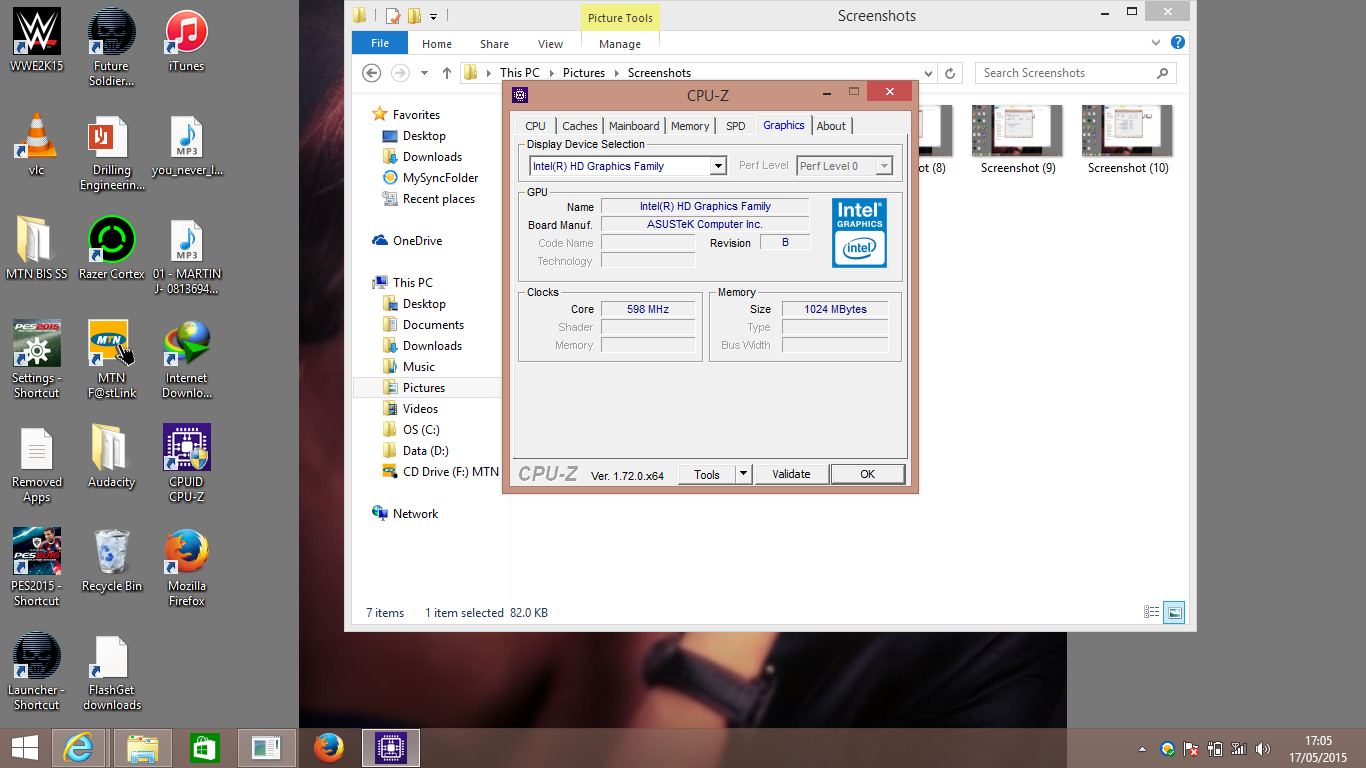 WWE2K15
Future
Soldier...
iTunes
vlc
Drilling
Engineerin...
MP3
you_never_l...
MTN BIS SS
Razer Cortex
MP3
01 - MARTIN
J- 0813694...
PES2015
Settings -
Shortcut
MTN
MTN
F@stLink
Internet
Downlo...
Removed
Apps
Audacity
CPUID
CPU-Z
PES2015
PES2015 -
Shortcut
Recycle Bin
Mozilla
Firefox
Launcher -
Shortcut
FlashGet
downloads
Picture Tools
Screenshots
File
Home
Share
View
Manage
This PC
Pictures
Screenshots
Search Screenshots
Favorites
Desktop
Downloads
MySyncFolder
Recent places
OneDrive
This PC
Desktop
Documents
Downloads
Music
Pictures
Videos
OS (C:)
Data (D:)
CD Drive (F:) MTN
Network
hot (8)
Screenshot (9)
Screenshot (10)
7 items
1 item selected 82.0 KB
CPU-Z
CPU
Caches
Mainboard
Memory
SPD
Graphics
About
Display Device Selection
Intel(R) HD Graphics Family
Perf Level
Perf Level 0
GPU
Name
Intel(R) HD Graphics Family
Board Manuf.
ASUSTeK Computer Inc.
Code Name
Revision
B
Technology
Intel
GRAPHICS
intel
Clocks
Core
598 MHz
Shader
Memory
Memory
Size
1024 MBytes
Type
Bus Width
CPU-Z
Ver. 1.72.0.x64
Tools
Validate
OK
17:05
17/05/2015